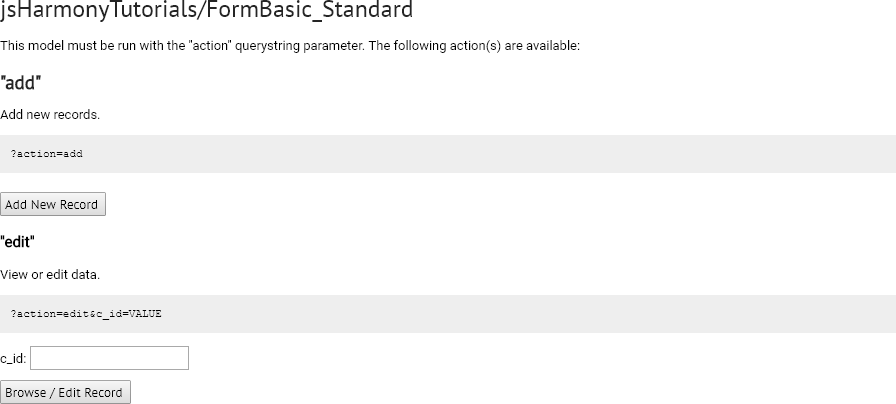 jsHarmonyTutorials/FormBasic_Standard
This model must be run with the "action" querystring parameter. The following action(s) are available:
"add"
Add new records.
?action=add
Add New Record
"edit"
View or edit data.
?action=edit&c_id=VALUE
c_id:
Browse / Edit Record